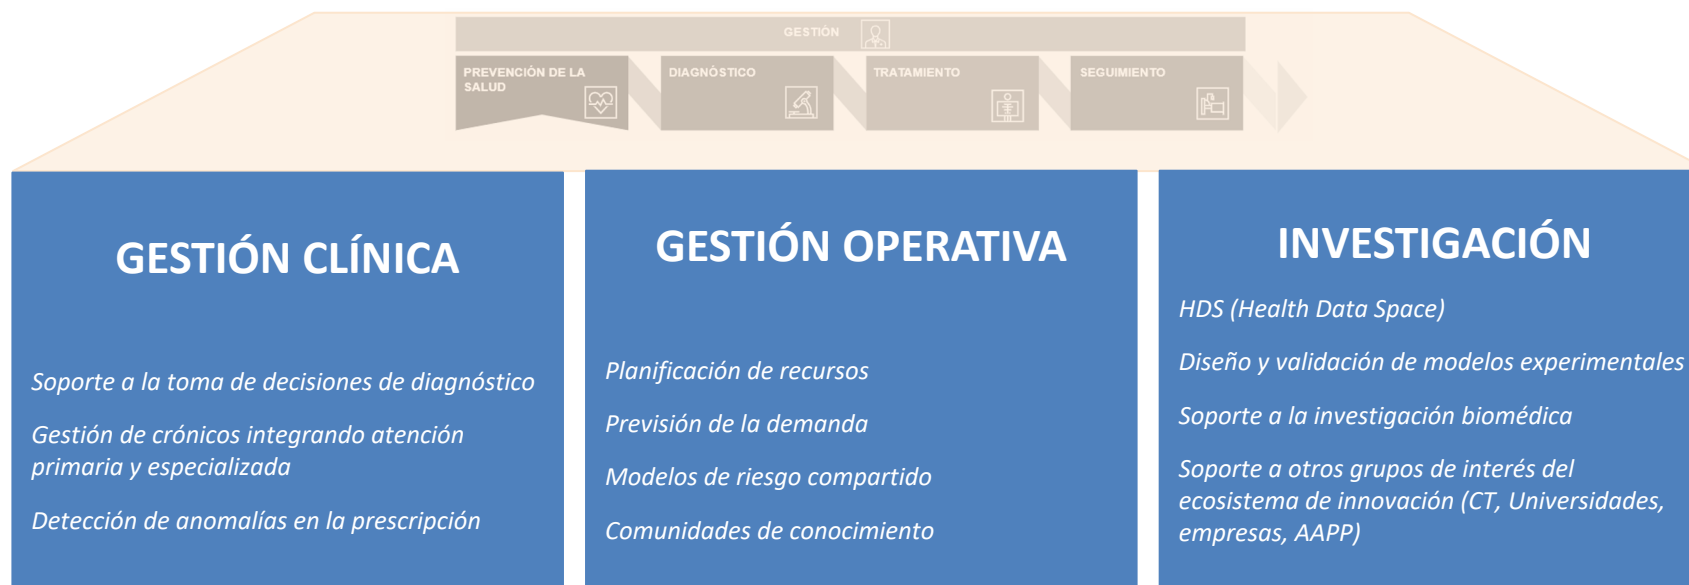 GESTIÓN
PREVENCIÓN DE LA
SALUD
DIAGNÓSTICO
TRATAMIENTO
SEGUIMIENTO
GESTIÓN CLÍNICA
Soporte a la toma de decisiones de diagnóstico
Gestión de crónicos integrando atención
primaria y especializada
Detección de anomalías en la prescripción
GESTIÓN OPERATIVA
Planificación de recursos
Previsión de la demanda
Modelos de riesgo compartido
Comunidades de conocimiento
INVESTIGACIÓN
HDS (Health Data Space)
Diseño y validación de modelos experimentales
Soporte a la investigación biomédica
Soporte a otros grupos de interés del
ecosistema de innovación (CT, Universidades,
empresas, AAPP)